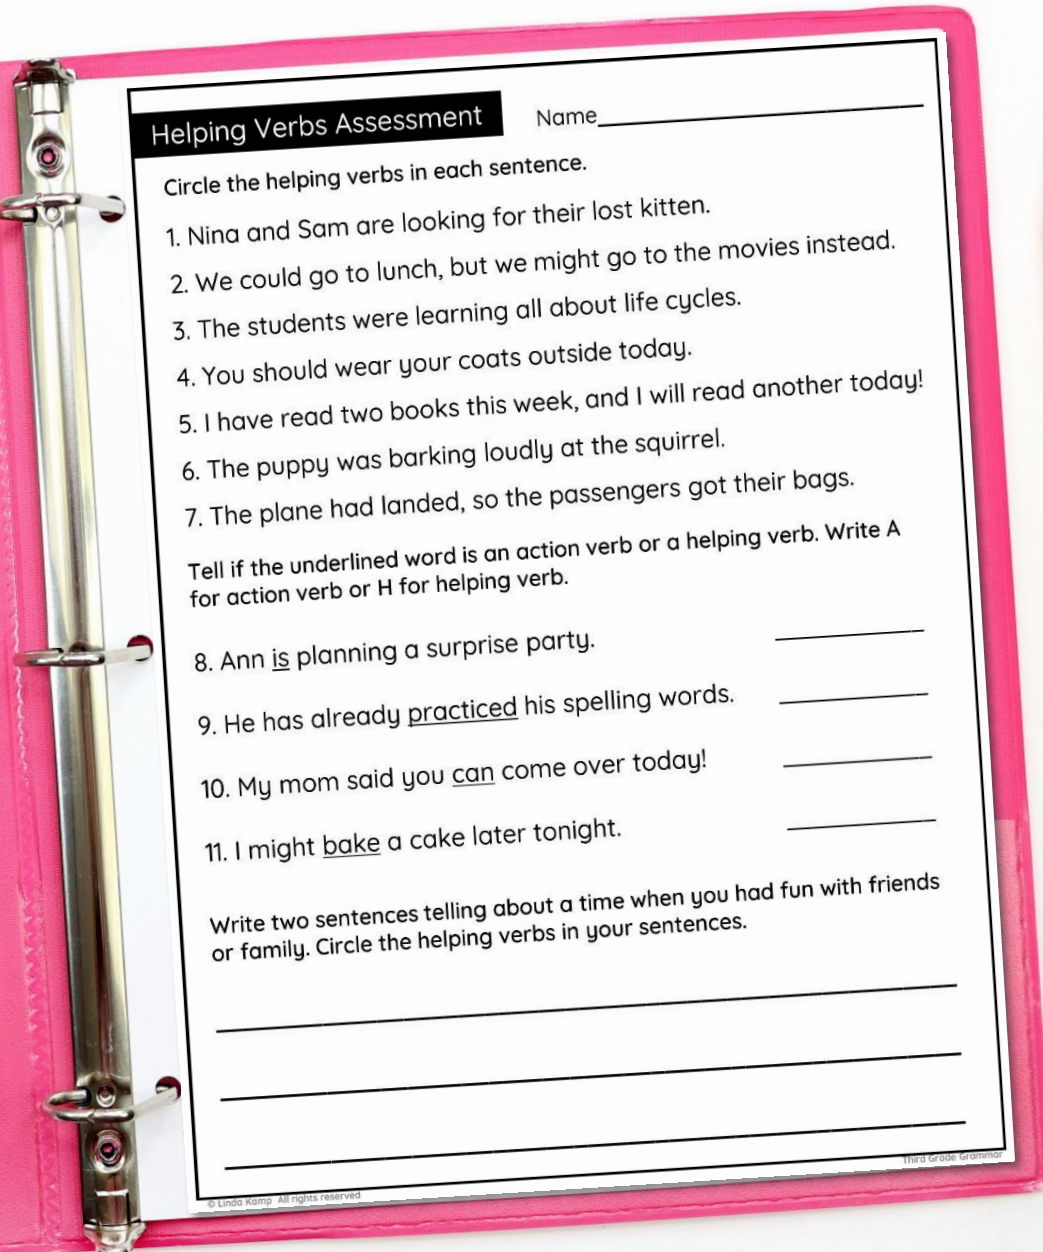 Helping Verbs Assessment
Name
Circle the helping verbs in each sentence.
1. Nina and Sam are looking for their lost kitten.
2. We could go to lunch, but we might go to the movies instead.
3. The students were learning all about life cycles.
4. You should wear your coats outside today.
5. I have read two books this week, and I will read another today!
6. The puppy was barking loudly at the squirrel.
7. The plane had landed, so the passengers got their bags.
Tell if the underlined word is an action verb or a helping verb. Write A
for action verb or H for helping verb.
8. Ann is planning a surprise party.
9. He has already practiced his spelling words.
10. My mom said you can come over today!
11. I might bake a cake later tonight.
Write two sentences telling about a time when you had fun with friends
or family. Circle the helping verbs in your sentences.
© Linda Kamp All rights reserved
Third Grade Grammar